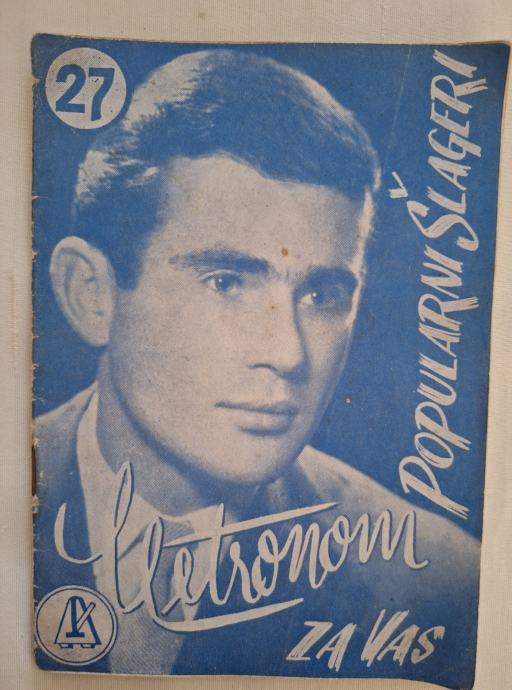 27
POPULARNI ŠLAGERI
Metronom
ZA VAS